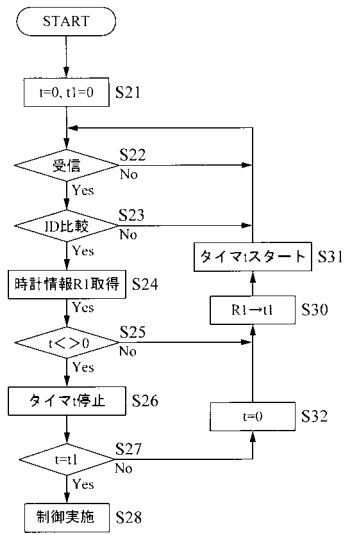 START
t=0, t1=0 S21
受信 S22
No
Yes
ID比較 S23
No
Yes
時計情報R1取得 S24
Yes
t<>0 S25
No
Yes
タイマt停止 S26
t=t1 S27
No
Yes
制御実施 S28
タイマtスタート S31
R1→t1 S30
t=0 S32